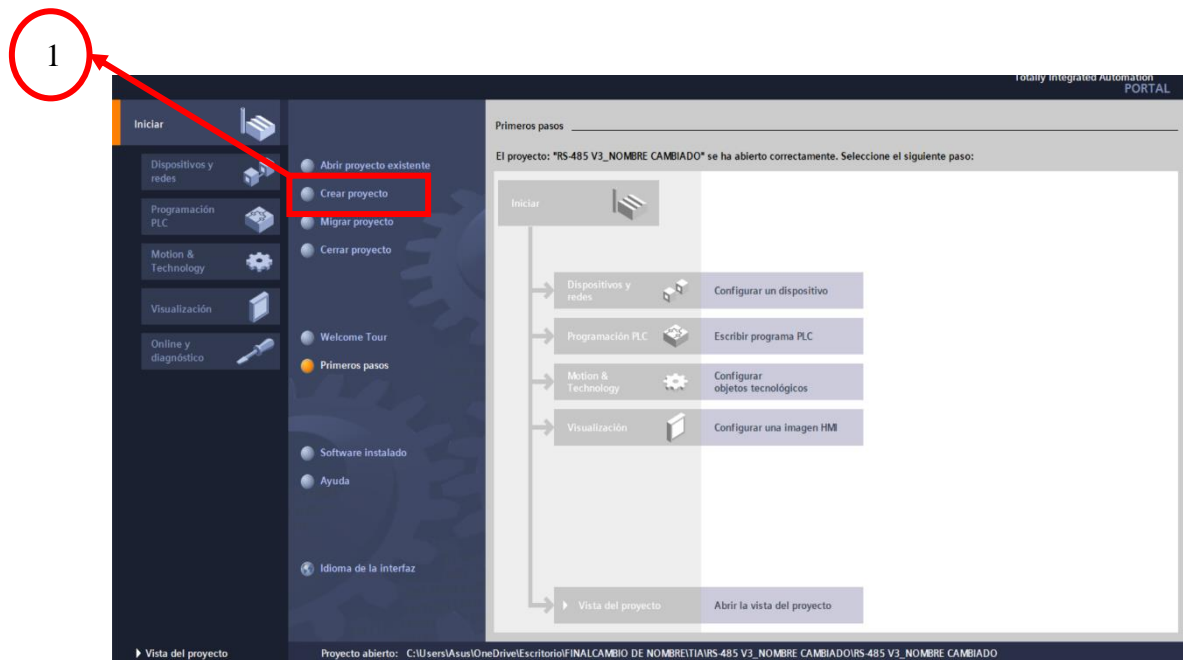 1
Totally Integrated Automation
PORTAL
Iniciar
Dispositivos y
redes
Programación
PLC
Motion &
Technology
Visualización
Online y
diagnóstico
Abrir proyecto existente
Crear proyecto
Migrar proyecto
Cerrar proyecto
Welcome Tour
Primeros pasos
Software instalado
Ayuda
Idioma de la interfaz
Primeros pasos
El proyecto: "RS-485 V3_NOMBRE CAMBIADO" se ha abierto correctamente. Seleccione el siguiente paso:
Iniciar
Dispositivos y
redes
Configurar un dispositivo
Programación PLC
Escribir programa PLC
Motion &
Technology
Configurar
objetos tecnológicos
Visualización
Configurar una imagen HMI
Vista del proyecto
Abrir la vista del proyecto
Vista del proyecto
Proyecto abierto: C:\Users\Asus\OneDrive\Escritorio\FINALCAMBIO DE NOMBRE\TIA\RS-485 V3_NOMBRE CAMBIADO\RS-485 V3_NOMBRE CAMBIADO